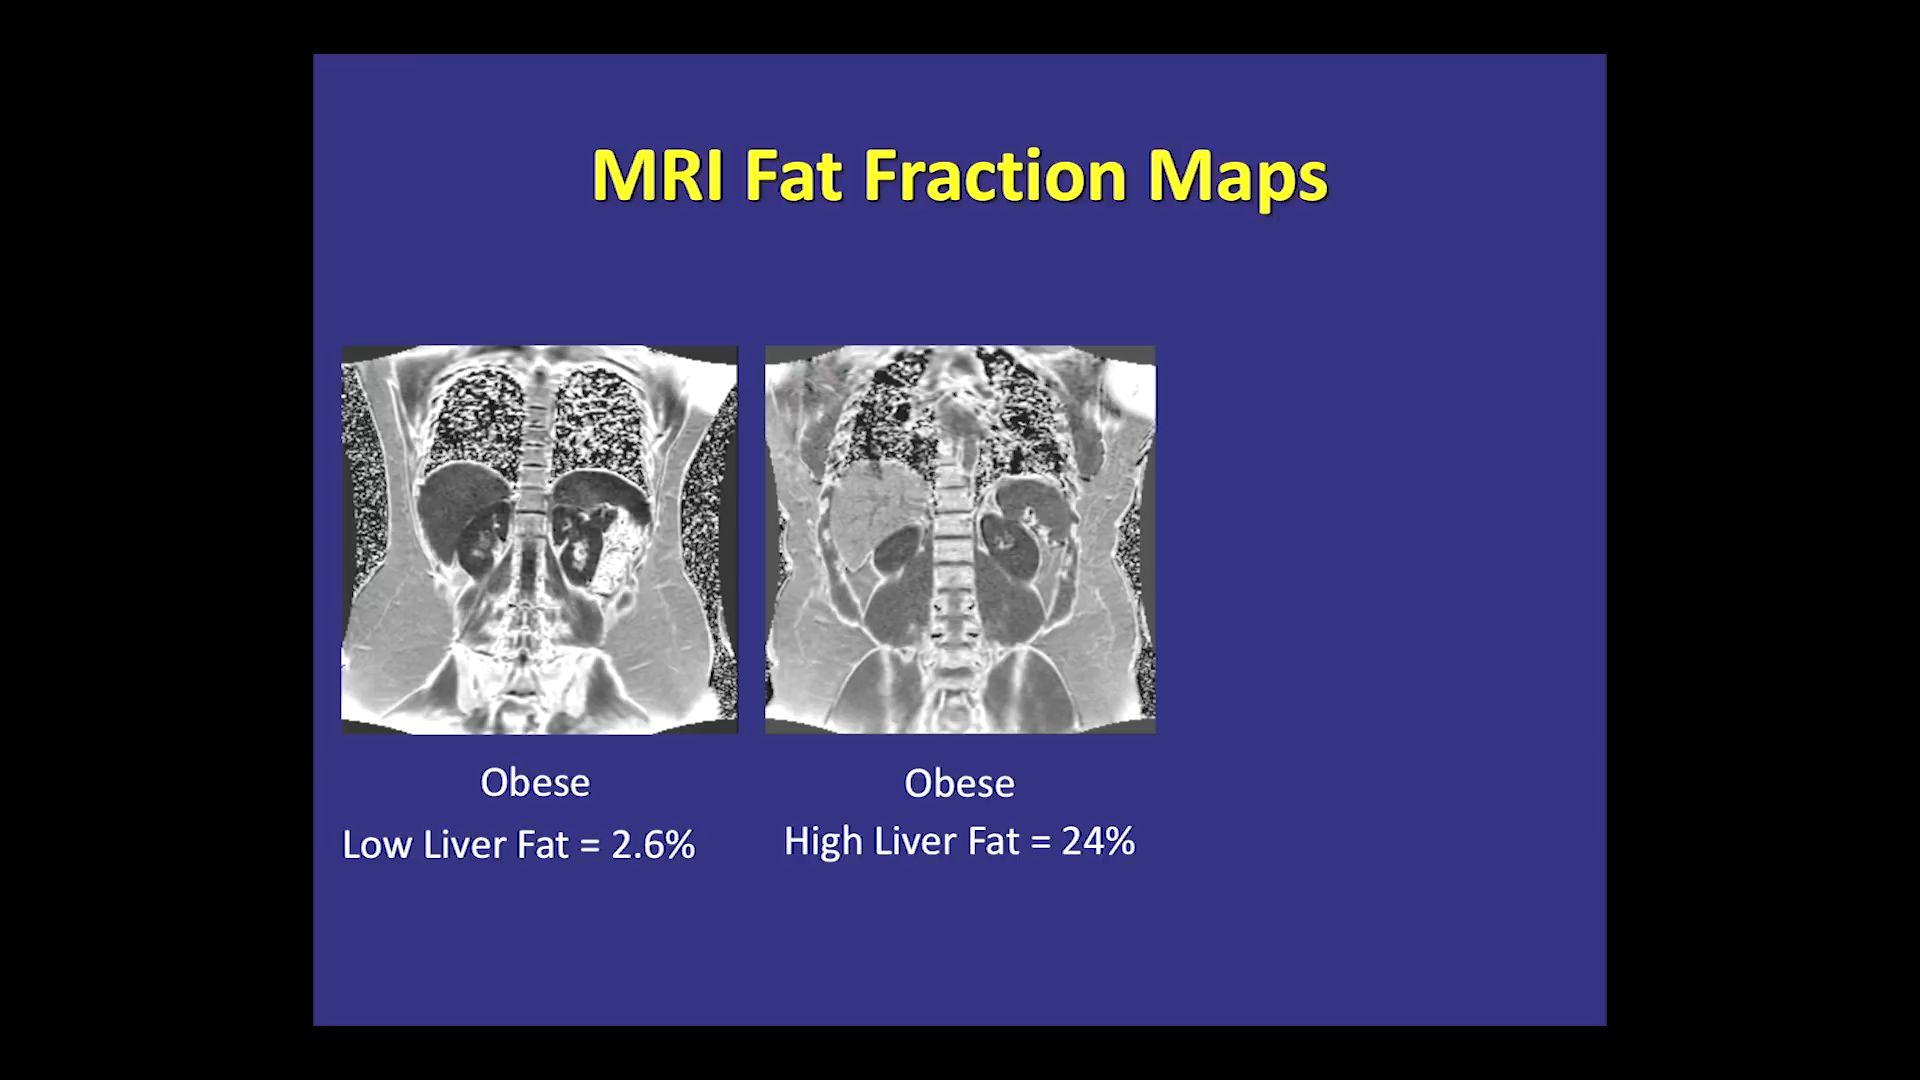 MRI Fat Fraction Maps
Obese
Low Liver Fat = 2.6%
Obese
High Liver Fat = 24%